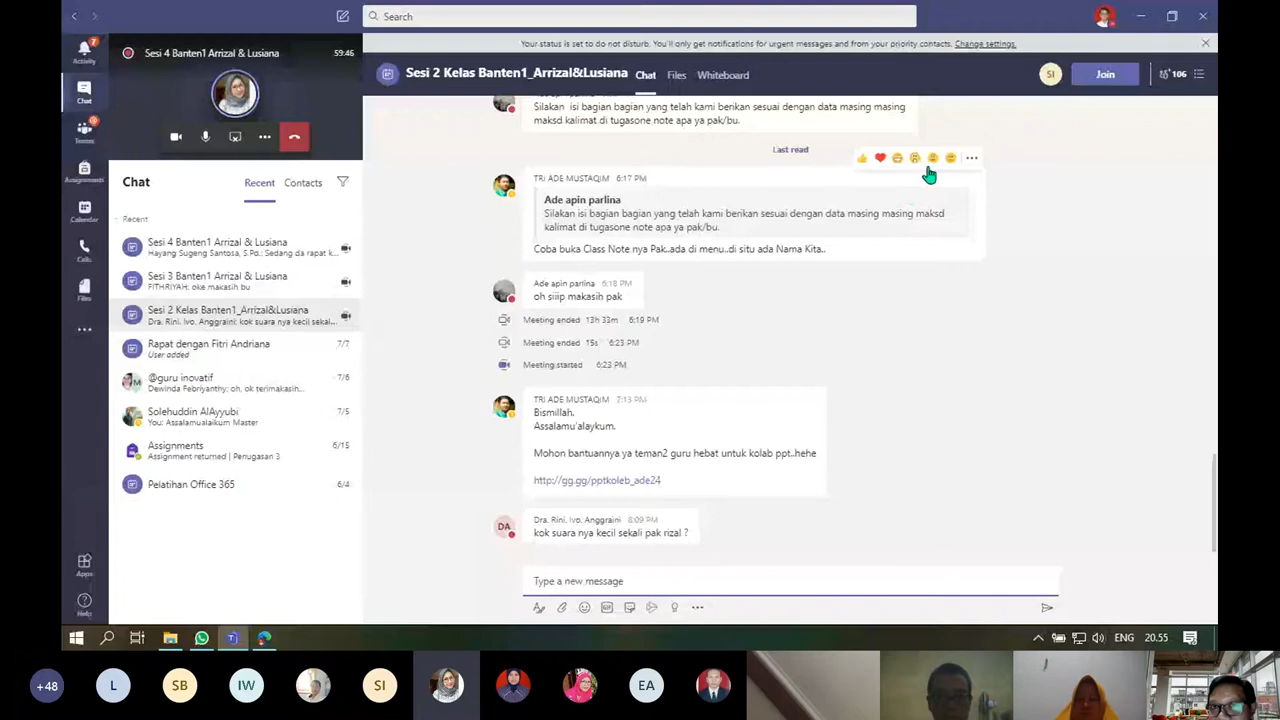 Search
Your status is set to do not disturb. You'll only get notifications for urgent messages and from your priority contacts. Change settings.
7
Activity
Chat
Teams
Assignments
Calendar
Calls
Files
Apps
Help
Sesi 4 Banten1 Arrizal & Lusiana
59:46
Chat
Recent
Contacts
Recent
Sesi 4 Banten1 Arrizal & Lusiana
Hayang Sugeng Santosa, S.Po.: Sedang da rapat k...
Sesi 3 Banten1 Arrizal & Lusiana
FITHRIYAH: oke makasih bu
Sesi 2 Kelas Banten1_Arrizal&Lusiana
Dra. Rini. Ivo. Anggraini: kok suara nya kecil sekal...
Rapat dengan Fitri Andriana
7/7
User added
@guru inovatif
7/6
Dewinda Febriyanthy: oh, ok terimakasih...
Solehuddin AlAyyubi
7/5
You: Assalamualaikum Master
Assignments
6/15
Assignment returned | Penugasan 3
Pelatihan Office 365
6/4
Sesi 2 Kelas Banten1_Arrizal&Lusiana
Chat
Files
Whiteboard
SI
Join
106
Silakan isi bagian bagian yang telah kami berikan sesuai dengan data masing masing
maksd kalimat di tugasone note apa ya pak/bu.
Last read
TRI ADE MUSTAQIM 6:17 PM
Ade apin parlina
Silakan isi bagian bagian yang telah kami berikan sesuai dengan data masing masing maksd
kalimat di tugasone note apa ya pak/bu.
Coba buka Class Note nya Pak..ada di menu..di situ ada Nama Kita..
Ade apin parlina 6:18 PM
oh siiip makasih pak
Meeting ended 13h 33m 6:19 PM
Meeting ended 15s 6:23 PM
Meeting started 6:23 PM
TRI ADE MUSTAQIM 7:13 PM
Bismillah.
Assalamu'alaykum.
Mohon bantuannya ya teman2 guru hebat untuk kolab ppt..hehe
http://gg.gg/pptkoleb_ade24
DA
Dra. Rini. Ivo. Anggraini 8:09 PM
kok suara nya kecil sekali pak rizal ?
Type a new message
GIF
ENG
20.55
+48
L
SB
IW
SI
EA